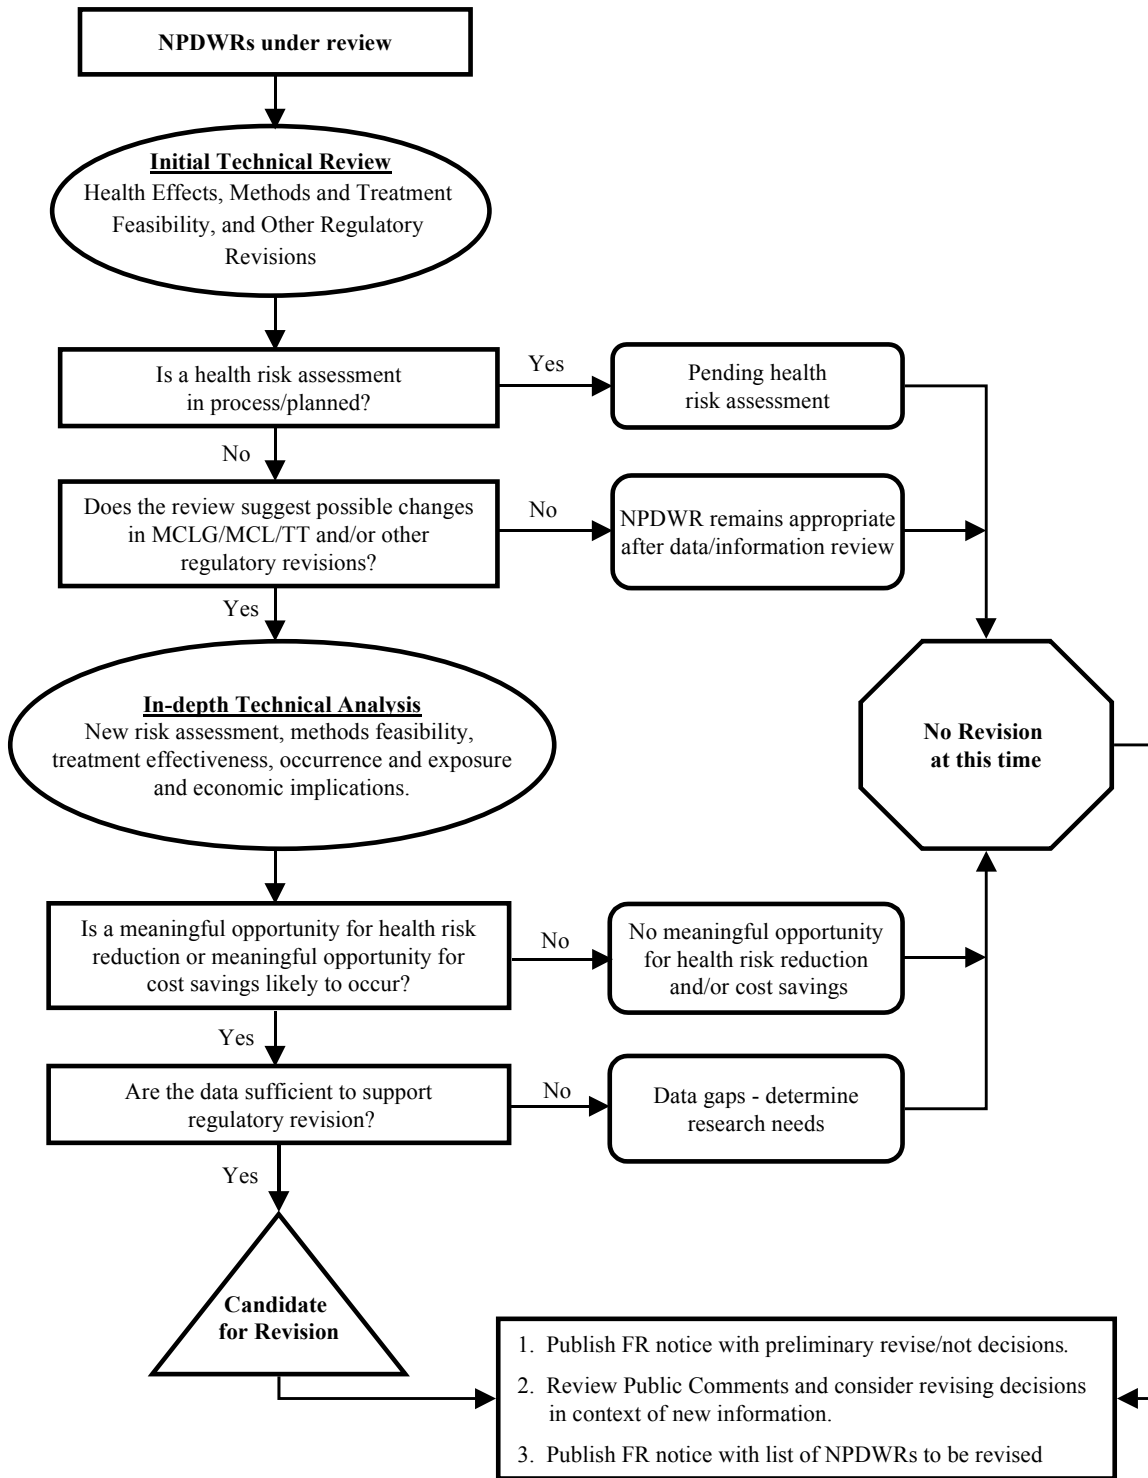 NPDWRs under review
Initial Technical Review
Health Effects, Methods and Treatment
Feasibility, and Other Regulatory
Revisions
Is a health risk assessment
in process/planned?
Yes
Pending health
risk assessment
No
Does the review suggest possible changes
in MCLG/MCL/TT and/or other
regulatory revisions?
No
NPDWR remains appropriate
after data/information review
Yes
In-depth Technical Analysis
New risk assessment, methods feasibility,
treatment effectiveness, occurrence and exposure
and economic implications.
No Revision
at this time
Is a meaningful opportunity for health risk
reduction or meaningful opportunity for
cost savings likely to occur?
No
No meaningful opportunity
for health risk reduction
and/or cost savings
Yes
Are the data sufficient to support
regulatory revision?
No
Data gaps - determine
research needs
Yes
Candidate
for Revision
1. Publish FR notice with preliminary revise/not decisions.
2. Review Public Comments and consider revising decisions
in context of new information.
3. Publish FR notice with list of NPDWRs to be revised